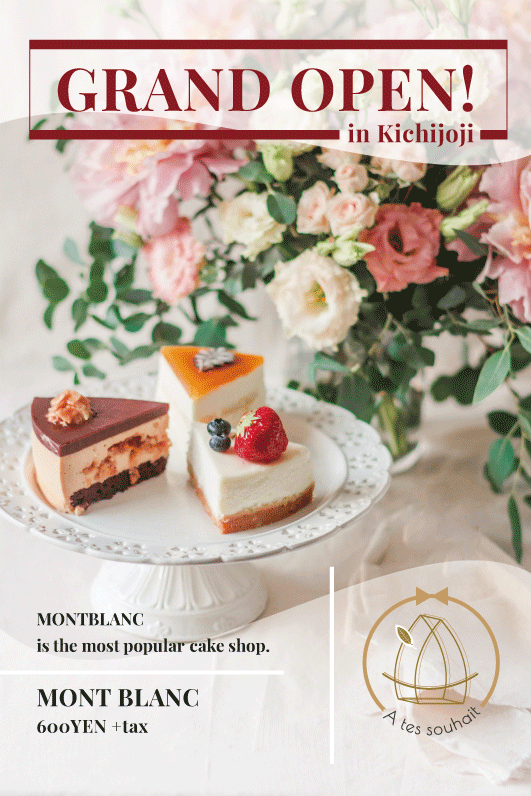 GRAND OPEN!
in Kichijoji
MONTBLANC
is the most popular cake shop.
MONT BLANC
600YEN +tax
A tes souhait